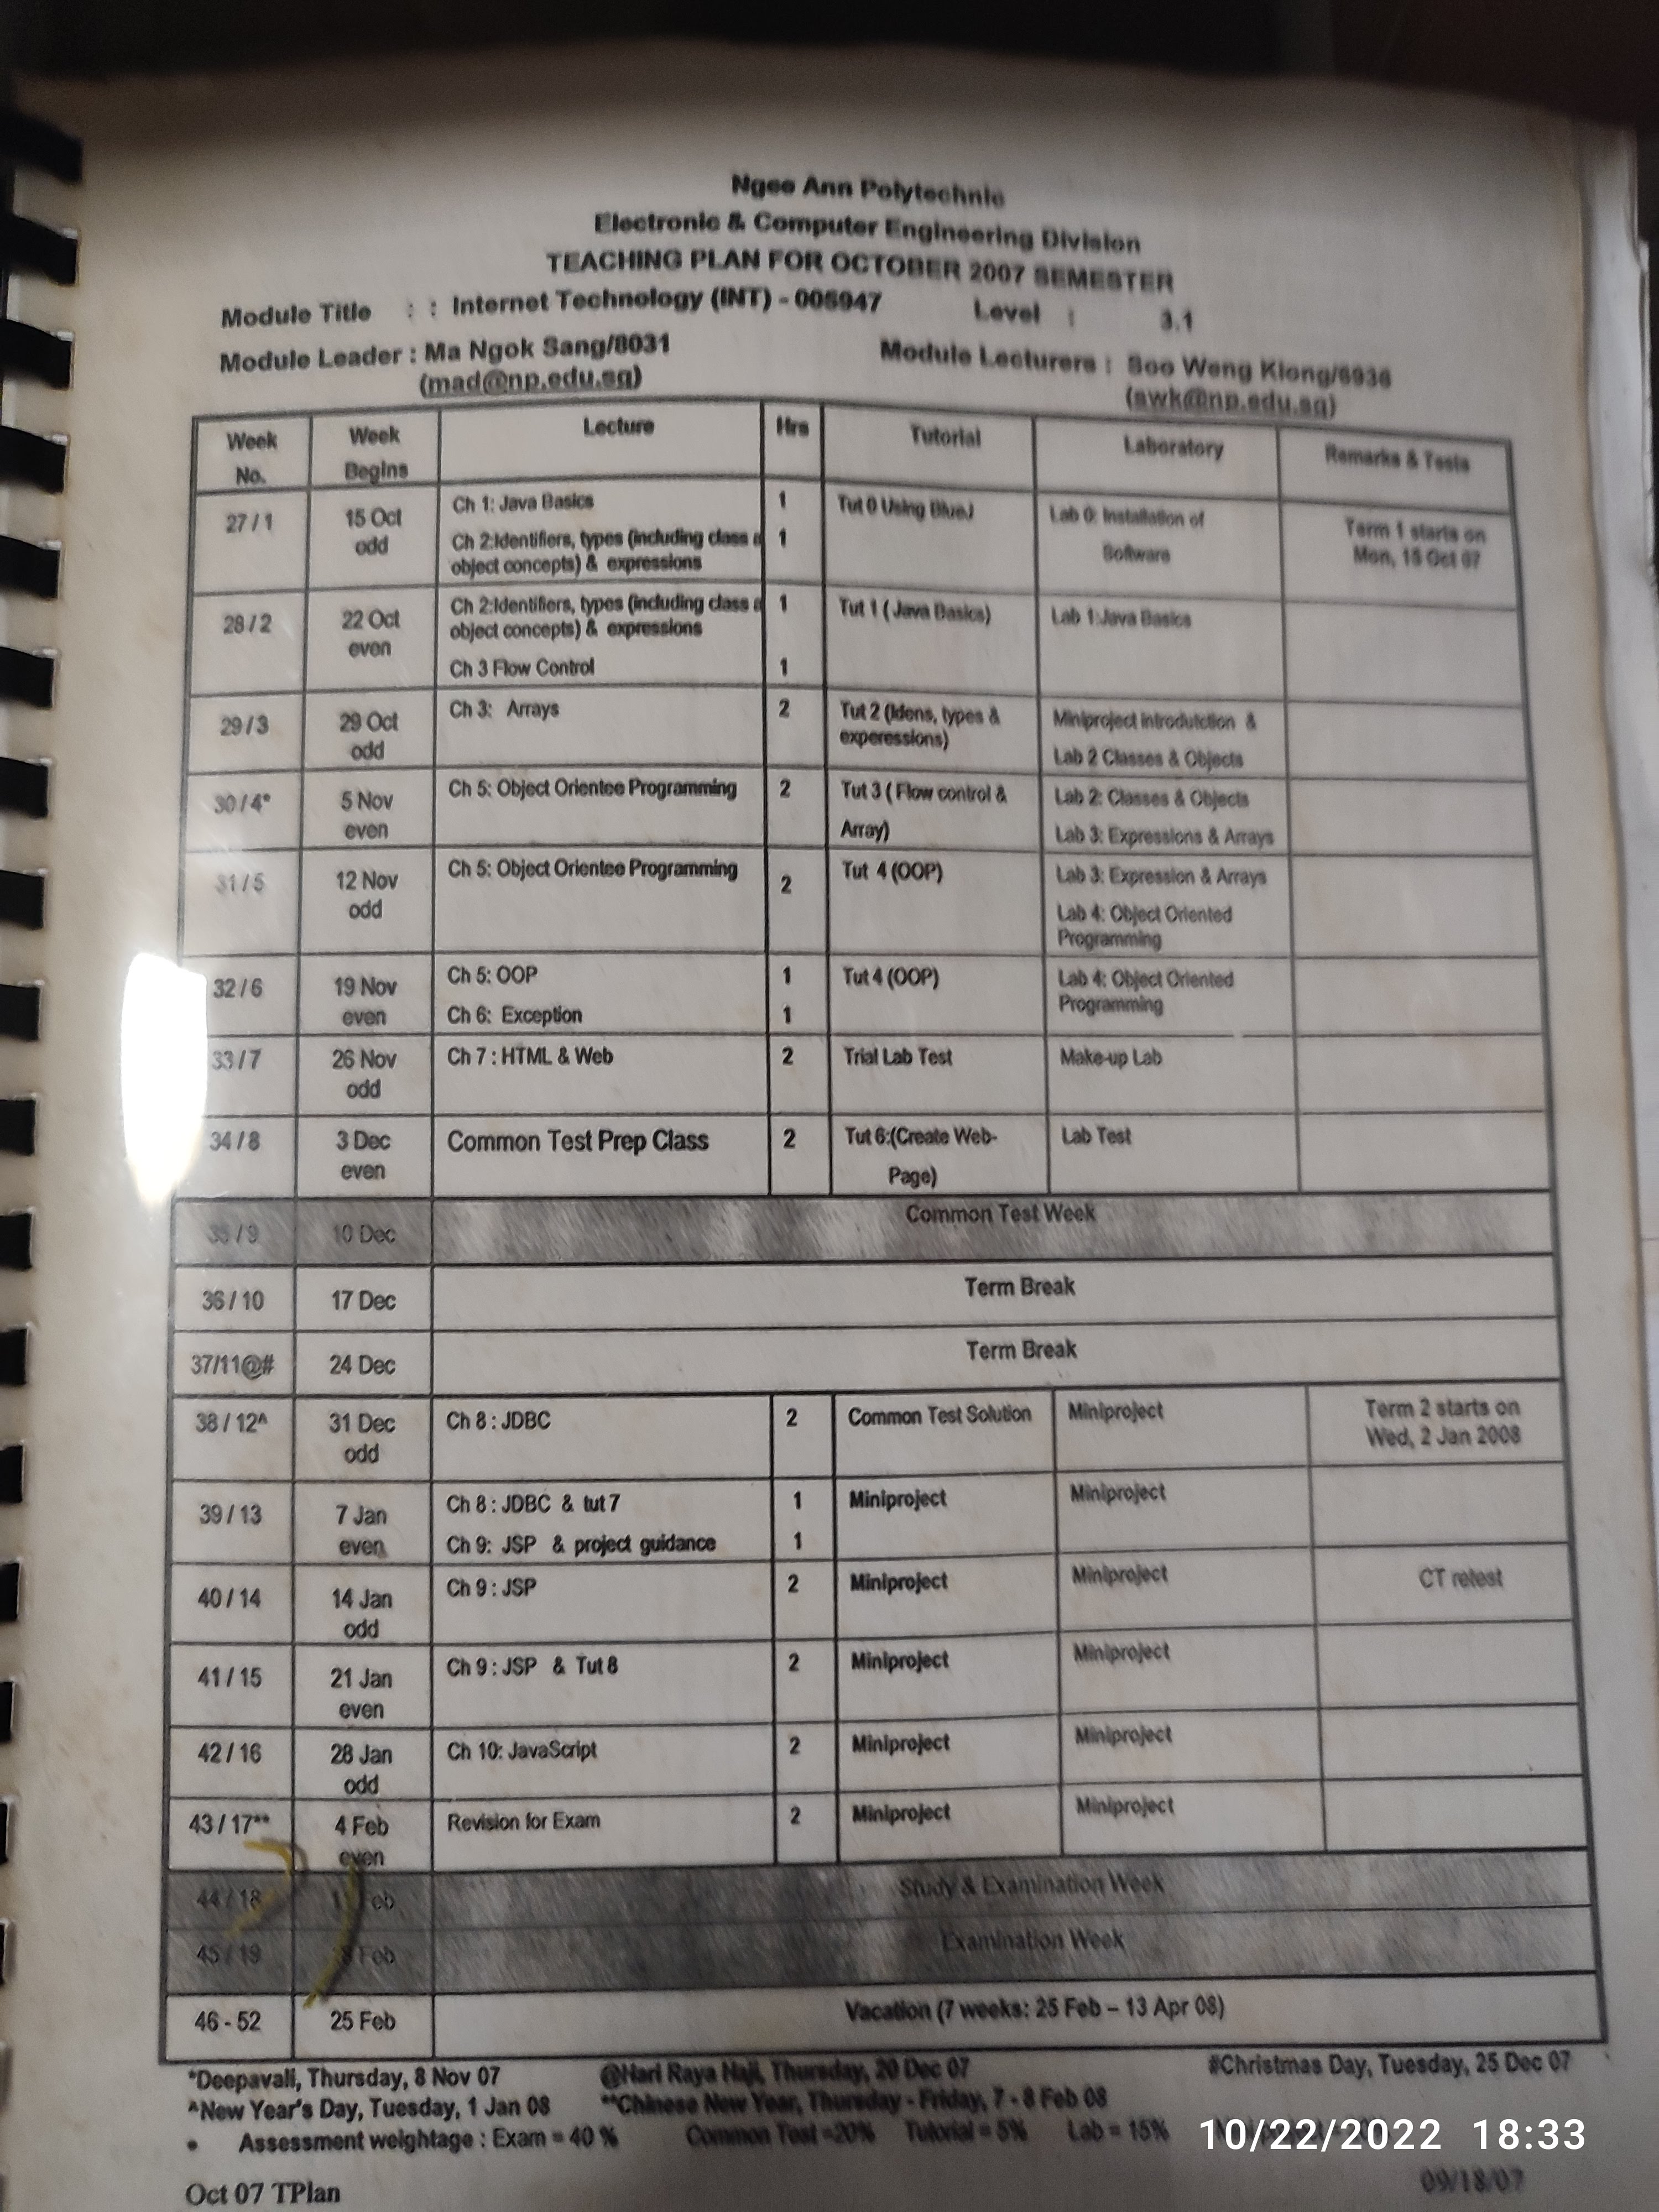 Ngee Ann Polytechnic
Electronic & Computer Engineering Division
TEACHING PLAN FOR OCTOBER 2007 SEMESTER
Module Title : : Internet Technology (INT) - 005947 Level : 3.1
Module Leader : Ma Ngok Sang/8031 Module Lecturers : Soo Weng Kiong/6936
(mad@np.edu.sg) (swk@np.edu.sg)
Week No. Week Begins Lecture Hrs Tutorial Laboratory Remarks & Tests
27 / 1 15 Oct odd Ch 1: Java Basics 1 Tut 0 Using BlueJ Lab 0: Installation of Software Term 1 starts on Mon, 15 Oct 07
Ch 2:Identifiers, types (including class 1
object concepts) & expressions
28 / 2 22 Oct even Ch 2:Identifiers, types (including class 1 Tut 1 ( Java Basics) Lab 1:Java Basics
object concepts) & expressions
Ch 3 Flow Control 1
29 / 3 29 Oct odd Ch 3: Arrays 2 Tut 2 (Idens, types & experessions) Miniproject introdutction &
Lab 2 Classes & Objects
30 / 4* 5 Nov even Ch 5: Object Orientee Programming 2 Tut 3 ( Flow control & Array) Lab 2: Classes & Objects
Lab 3: Expressions & Arrays
31 / 5 12 Nov odd Ch 5: Object Orientee Programming 2 Tut 4 (OOP) Lab 3: Expression & Arrays
Lab 4: Object Oriented Programming
32 / 6 19 Nov even Ch 5: OOP 1 Tut 4 (OOP) Lab 4: Object Oriented Programming
Ch 6: Exception 1
33 / 7 26 Nov odd Ch 7 : HTML & Web 2 Trial Lab Test Make-up Lab
34 / 8 3 Dec even Common Test Prep Class 2 Tut 6:(Create Web-Page) Lab Test
35 / 9 10 Dec Common Test Week
36 / 10 17 Dec Term Break
37/11@# 24 Dec Term Break
38 / 12^ 31 Dec odd Ch 8 : JDBC 2 Common Test Solution Miniproject Term 2 starts on Wed, 2 Jan 2008
39 / 13 7 Jan even Ch 8 : JDBC & tut 7 1 Miniproject Miniproject
Ch 9: JSP & project guidance 1
40 / 14 14 Jan odd Ch 9 : JSP 2 Miniproject Miniproject CT retest
41 / 15 21 Jan even Ch 9 : JSP & Tut 8 2 Miniproject Miniproject
42 / 16 28 Jan odd Ch 10: JavaScript 2 Miniproject Miniproject
43 / 17** 4 Feb even Revision for Exam 2 Miniproject Miniproject
44 / 18 Feb Study & Examination Week
45 / 19 Feb Examination Week
46 - 52 25 Feb Vacation (7 weeks: 25 Feb – 13 Apr 08)
*Deepavali, Thursday, 8 Nov 07 @Hari Raya Haji, Thursday, 20 Dec 07 #Christmas Day, Tuesday, 25 Dec 07
^New Year's Day, Tuesday, 1 Jan 08 **Chinese New Year, Thursday - Friday, 7 - 8 Feb 08
• Assessment weightage : Exam = 40 % Common Test =20% Tutorial = 5% Lab = 15%
10/22/2022 18:33
Oct 07 TPlan 09/18/07